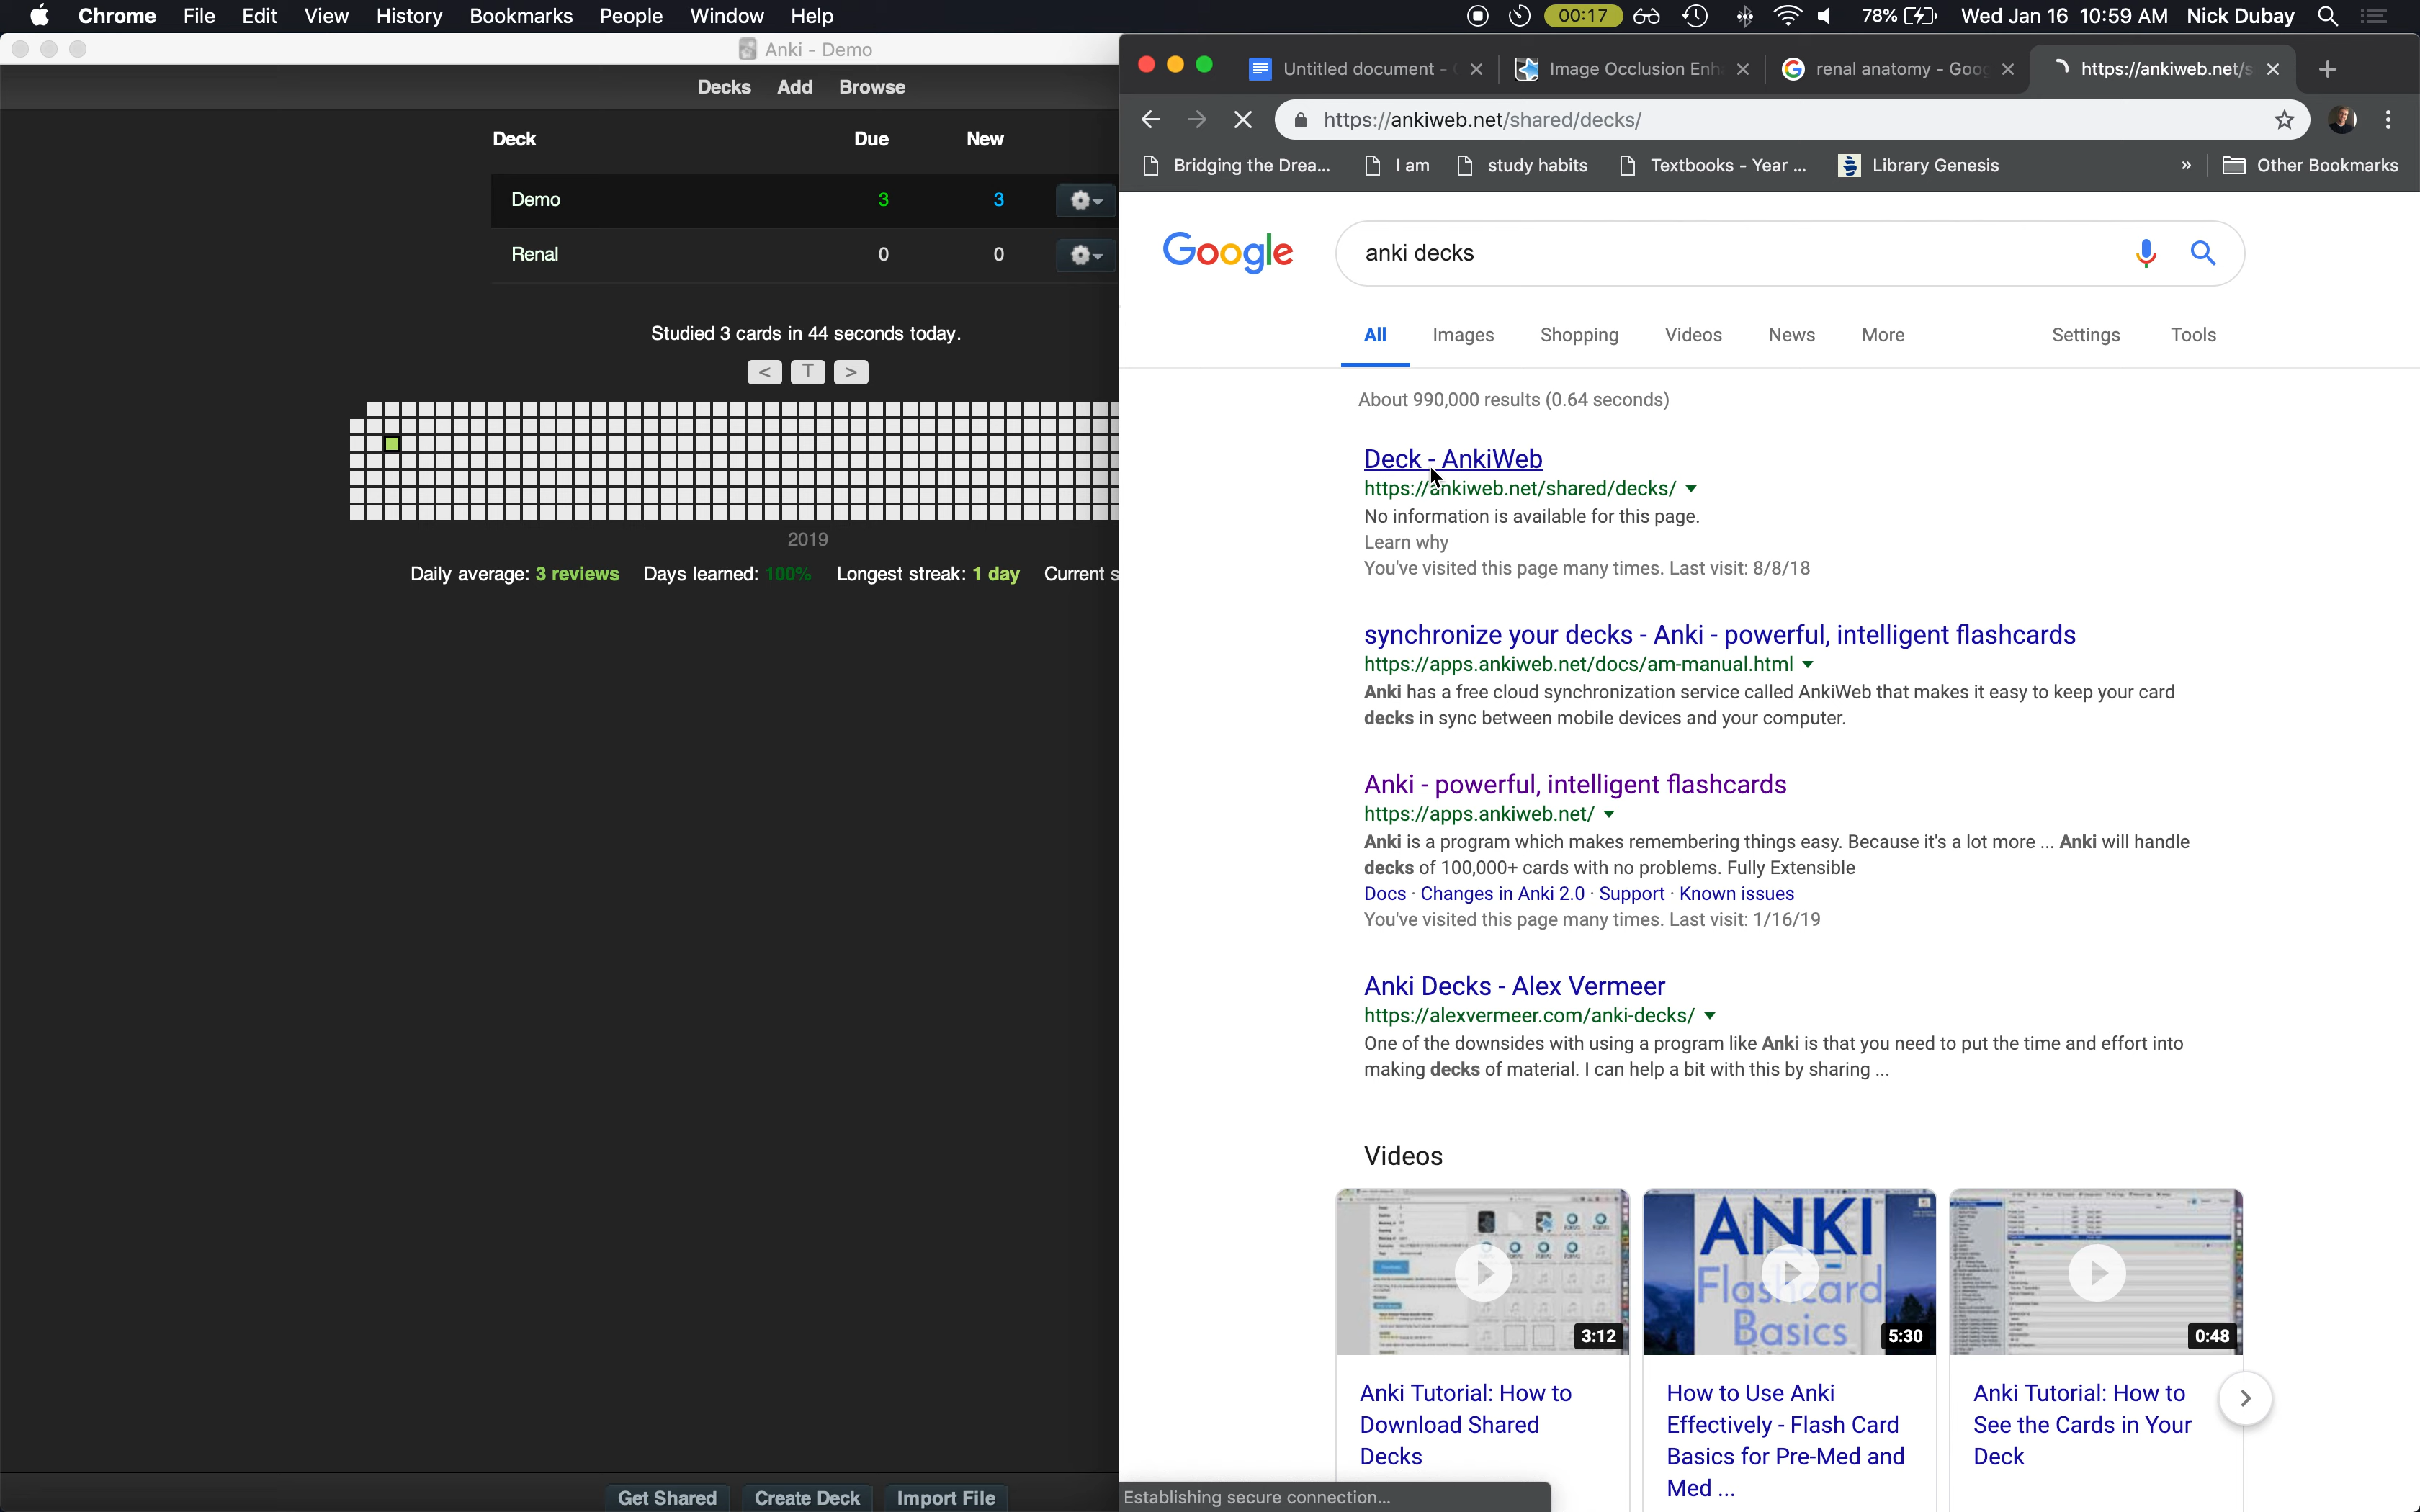 Chrome File Edit View History Bookmarks People Window Help 00:17 78% Wed Jan 16 10:59 AM Nick Dubay
Anki - Demo
Decks Add Browse
Deck Due New
Demo 3 3
Renal 0 0
Studied 3 cards in 44 seconds today.
< T >
2019
Daily average: 3 reviews Days learned: 100% Longest streak: 1 day Current s
Get Shared Create Deck Import File
Untitled document - Image Occlusion Enh renal anatomy - Goog https://ankiweb.net/s
https://ankiweb.net/shared/decks/
Bridging the Drea... I am study habits Textbooks - Year ... Library Genesis » Other Bookmarks
Google anki decks
All Images Shopping Videos News More Settings Tools
About 990,000 results (0.64 seconds)
Deck - AnkiWeb
https://ankiweb.net/shared/decks/
No information is available for this page.
Learn why
You've visited this page many times. Last visit: 8/8/18
synchronize your decks - Anki - powerful, intelligent flashcards
https://apps.ankiweb.net/docs/am-manual.html
Anki has a free cloud synchronization service called AnkiWeb that makes it easy to keep your card
decks in sync between mobile devices and your computer.
Anki - powerful, intelligent flashcards
https://apps.ankiweb.net/
Anki is a program which makes remembering things easy. Because it's a lot more ... Anki will handle
decks of 100,000+ cards with no problems. Fully Extensible
Docs · Changes in Anki 2.0 · Support · Known issues
You've visited this page many times. Last visit: 1/16/19
Anki Decks - Alex Vermeer
https://alexvermeer.com/anki-decks/
One of the downsides with using a program like Anki is that you need to put the time and effort into
making decks of material. I can help a bit with this by sharing ...
Videos
3:12
ANKI
Flashcard
Basics
5:30
0:48
Anki Tutorial: How to
Download Shared
Decks
How to Use Anki
Effectively - Flash Card
Basics for Pre-Med and
Med ...
Anki Tutorial: How to
See the Cards in Your
Deck
Establishing secure connection...